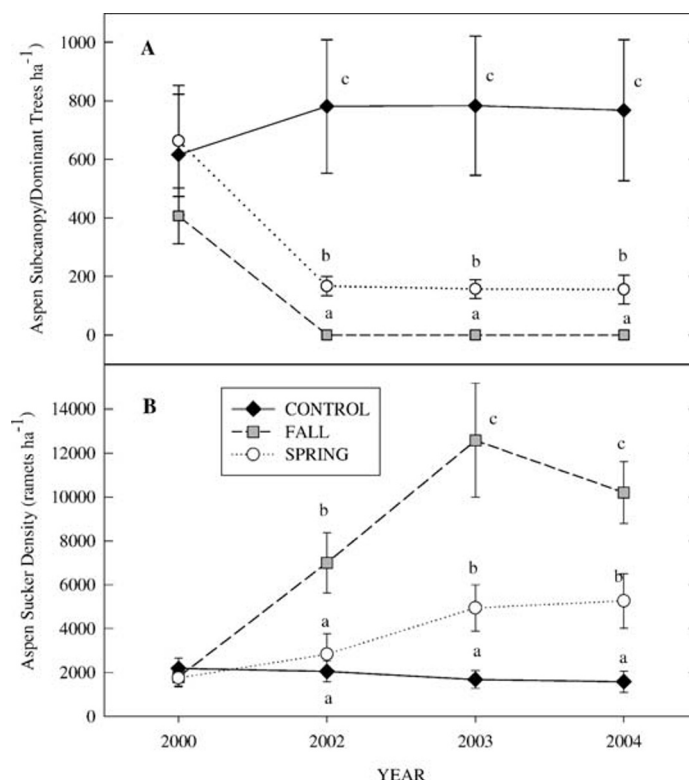 A
Aspen Subcanopy/Dominant Trees ha⁻¹
1000
800
600
400
200
0
c
c
c
b
b
b
a
a
a
B
Aspen Sucker Density (ramets ha⁻¹)
CONTROL
FALL
SPRING
14000
12000
10000
8000
6000
4000
2000
0
c
c
b
b
b
a
a
a
a
2000
2002
2003
2004
YEAR